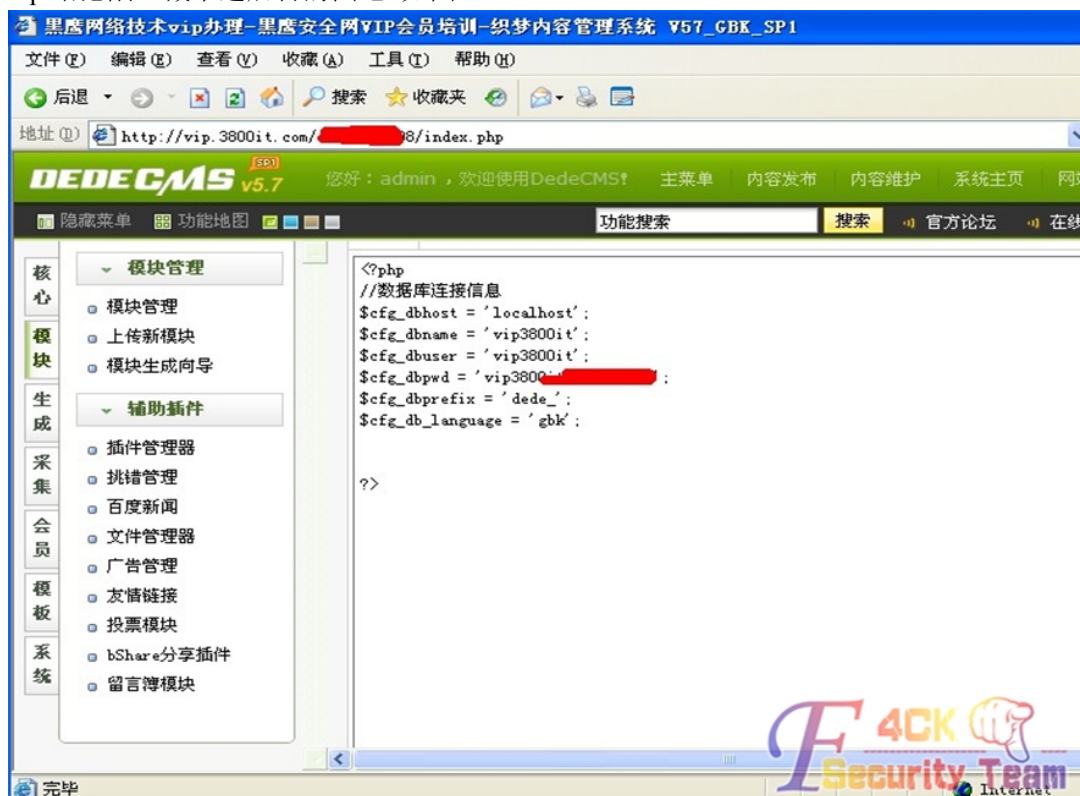 黑鹰网络技术vip办理-黑鹰安全网VIP会员培训-织梦内容管理系统 V57_GBK_SP1
文件(F) 编辑(E) 查看(V) 收藏(A) 工具(T) 帮助(H)
后退 搜索 收藏夹
地址(D) http://vip.3800it.com/ 8/index.php
DEDECMS v5.7 SP1 您好：admin ，欢迎使用DedeCMS！ 主菜单 内容发布 内容维护 系统主页
隐藏菜单 功能地图 功能搜索 搜索 官方论坛 在线
核心
模块
生成
采集
会员
模板
系统
模块管理
模块管理
上传新模块
模块生成向导
辅助插件
插件管理器
挑错管理
百度新闻
文件管理器
广告管理
友情链接
投票模块
bShare分享插件
留言簿模块
<?php
//数据库连接信息
$cfg_dbhost = 'localhost';
$cfg_dbname = 'vip3800it';
$cfg_dbuser = 'vip3800it';
$cfg_dbpwd = 'vip3800 ';
$cfg_dbprefix = 'dede_';
$cfg_db_language = 'gbk';
?>
F4CK
Security Team
完毕 Internet